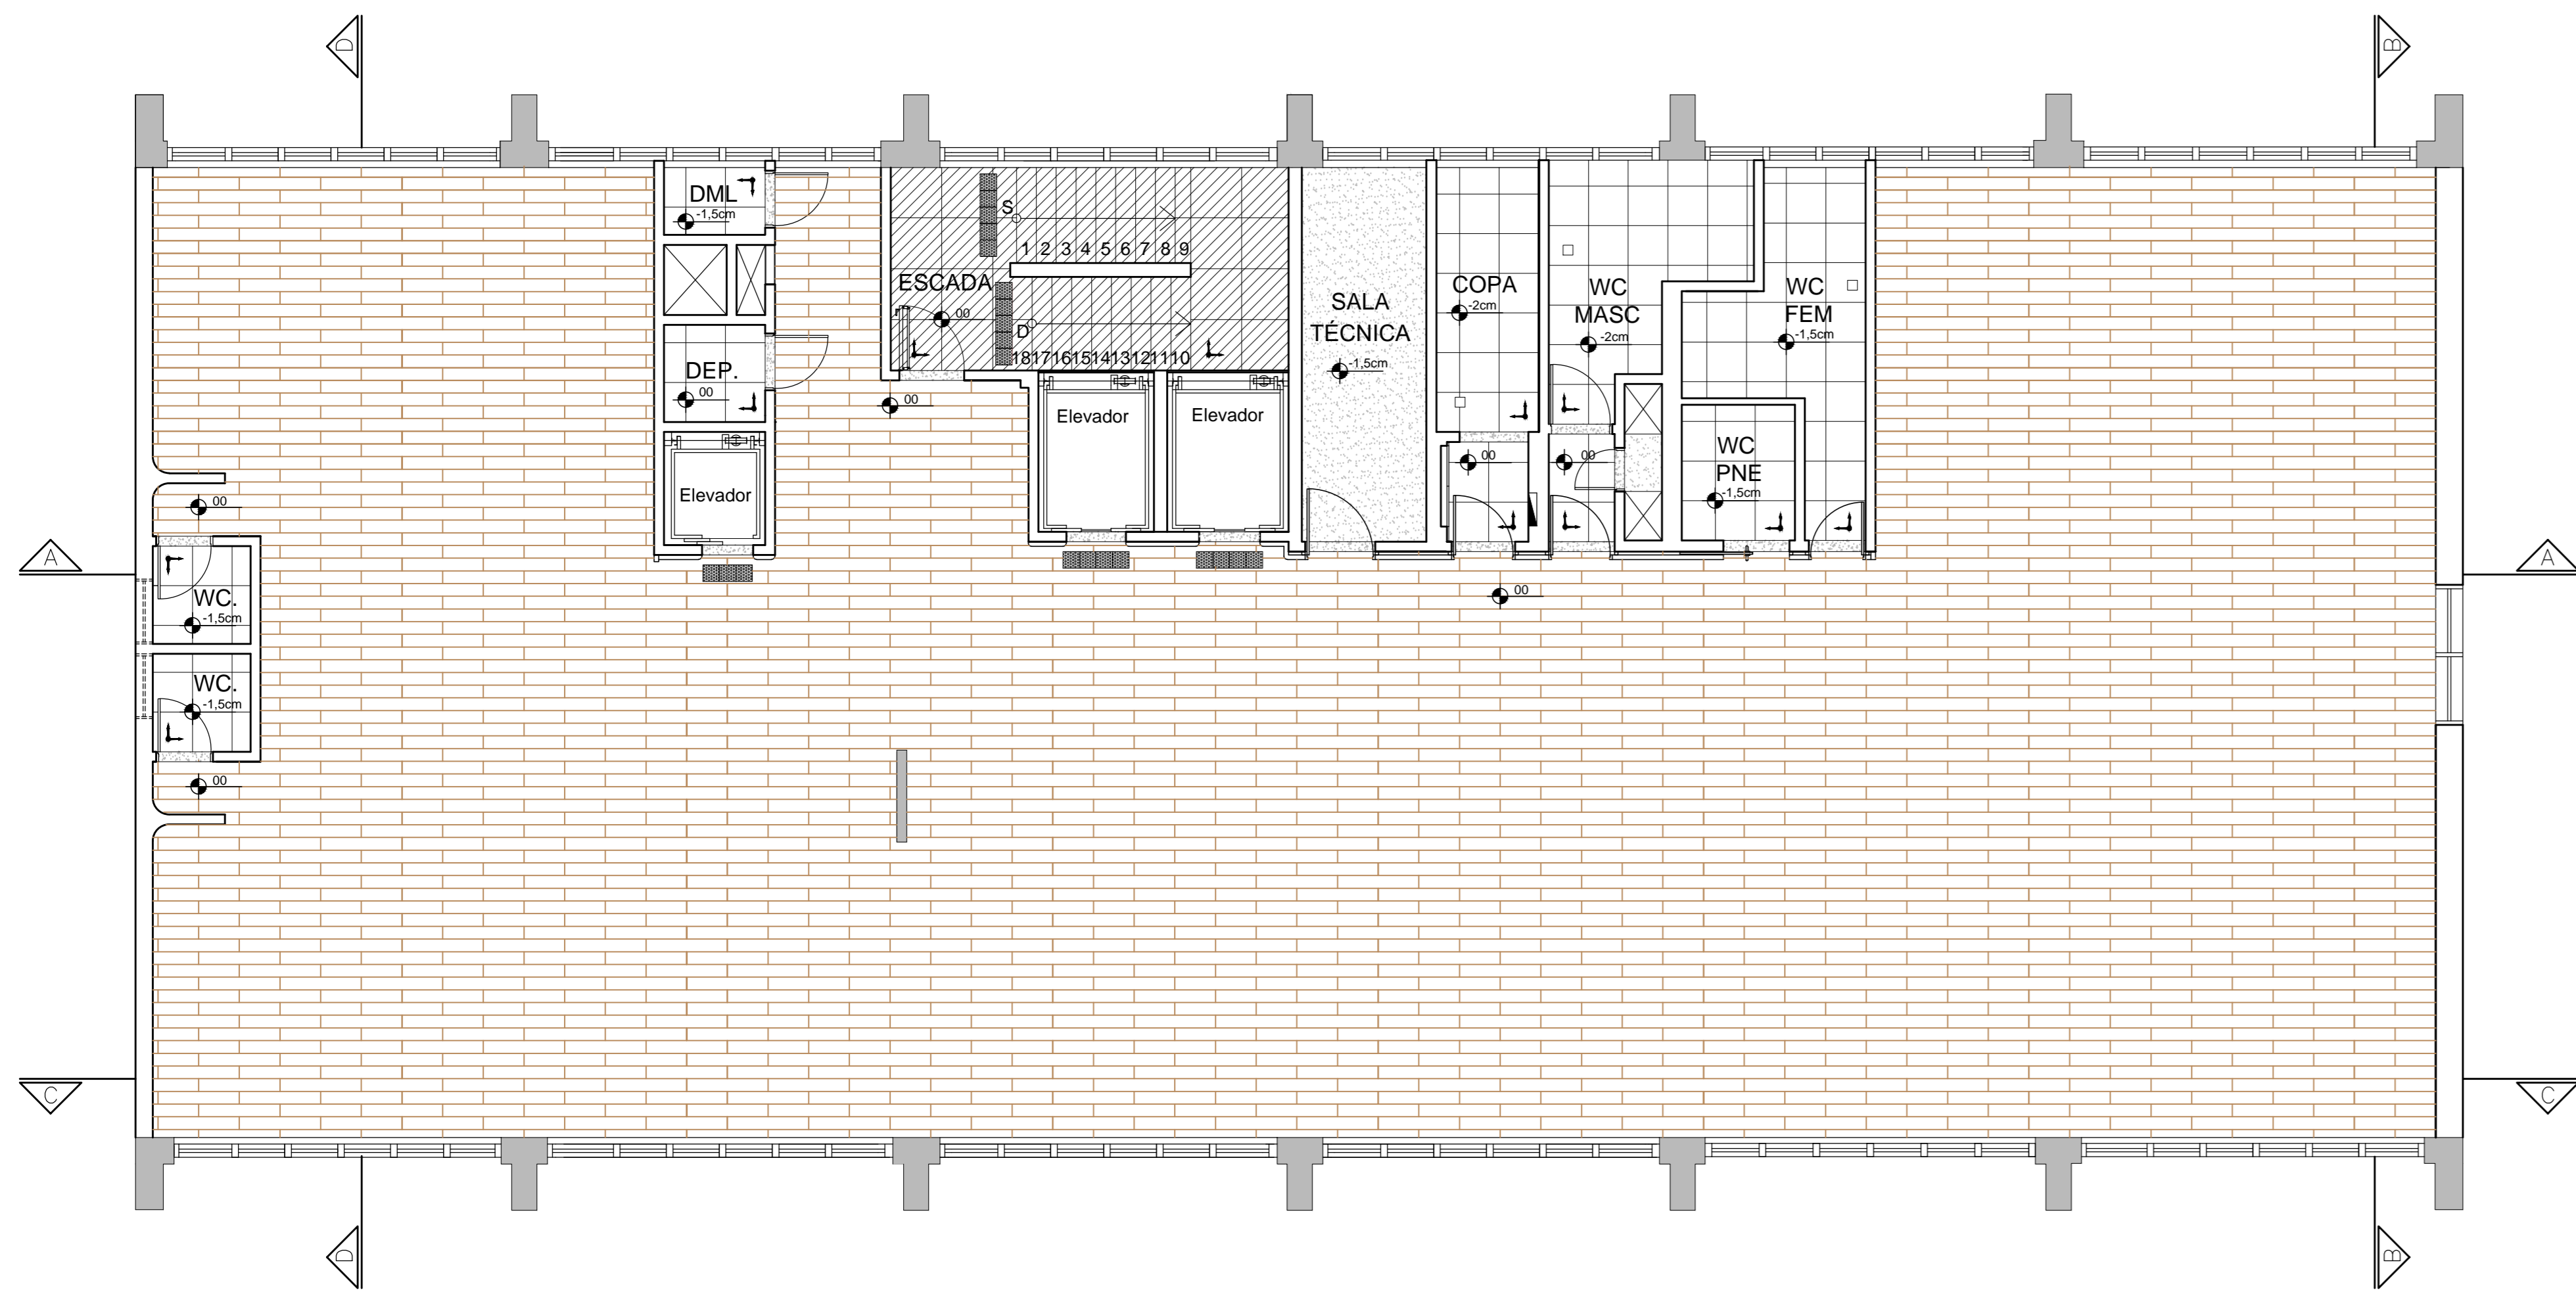 D
B
DML
-1,5cm
S
1 2 3 4 5 6 7 8 9
ESCADA
00
D
18 17 16 15 14 13 12 11 10
SALA
TÉCNICA
-1,5cm
COPA
-2cm
WC
MASC
-2cm
WC
FEM
-1,5cm
DEP.
00
00
Elevador
Elevador
Elevador
00
00
WC
PNE
-1,5cm
00
A
A
WC.
-1,5cm
00
WC.
-1,5cm
00
C
C
D
B